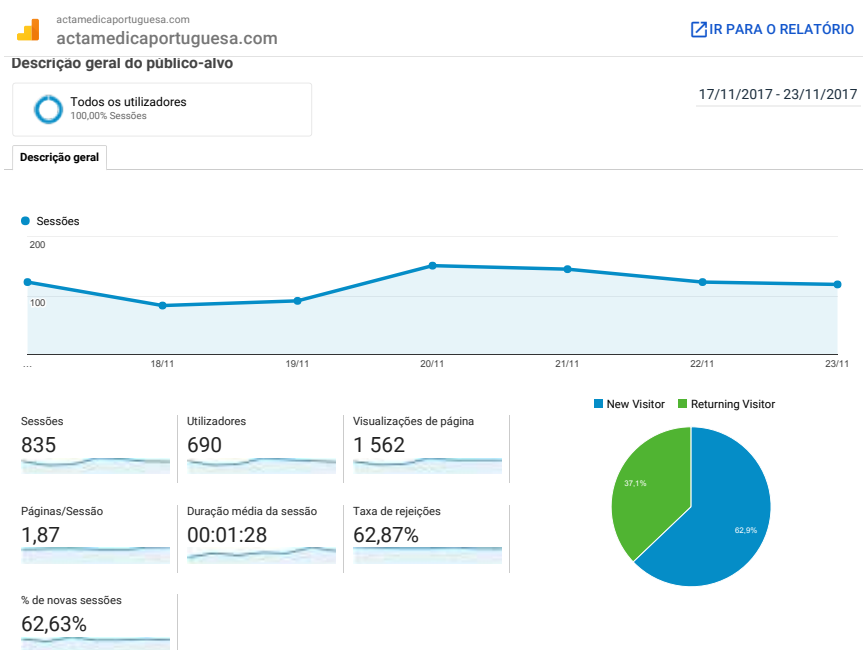 actamedicaportuguesa.com
actamedicaportuguesa.com
IR PARA O RELATÓRIO
Descrição geral do público-alvo
Todos os utilizadores
100,00% Sessões
17/11/2017 - 23/11/2017
Descrição geral
Sessões
200
100
...
18/11
19/11
20/11
21/11
22/11
23/11
New Visitor
Returning Visitor
Sessões
835
Utilizadores
690
Visualizações de página
1 562
Páginas/Sessão
1,87
Duração média da sessão
00:01:28
Taxa de rejeições
62,87%
% de novas sessões
62,63%
37,1%
62,9%